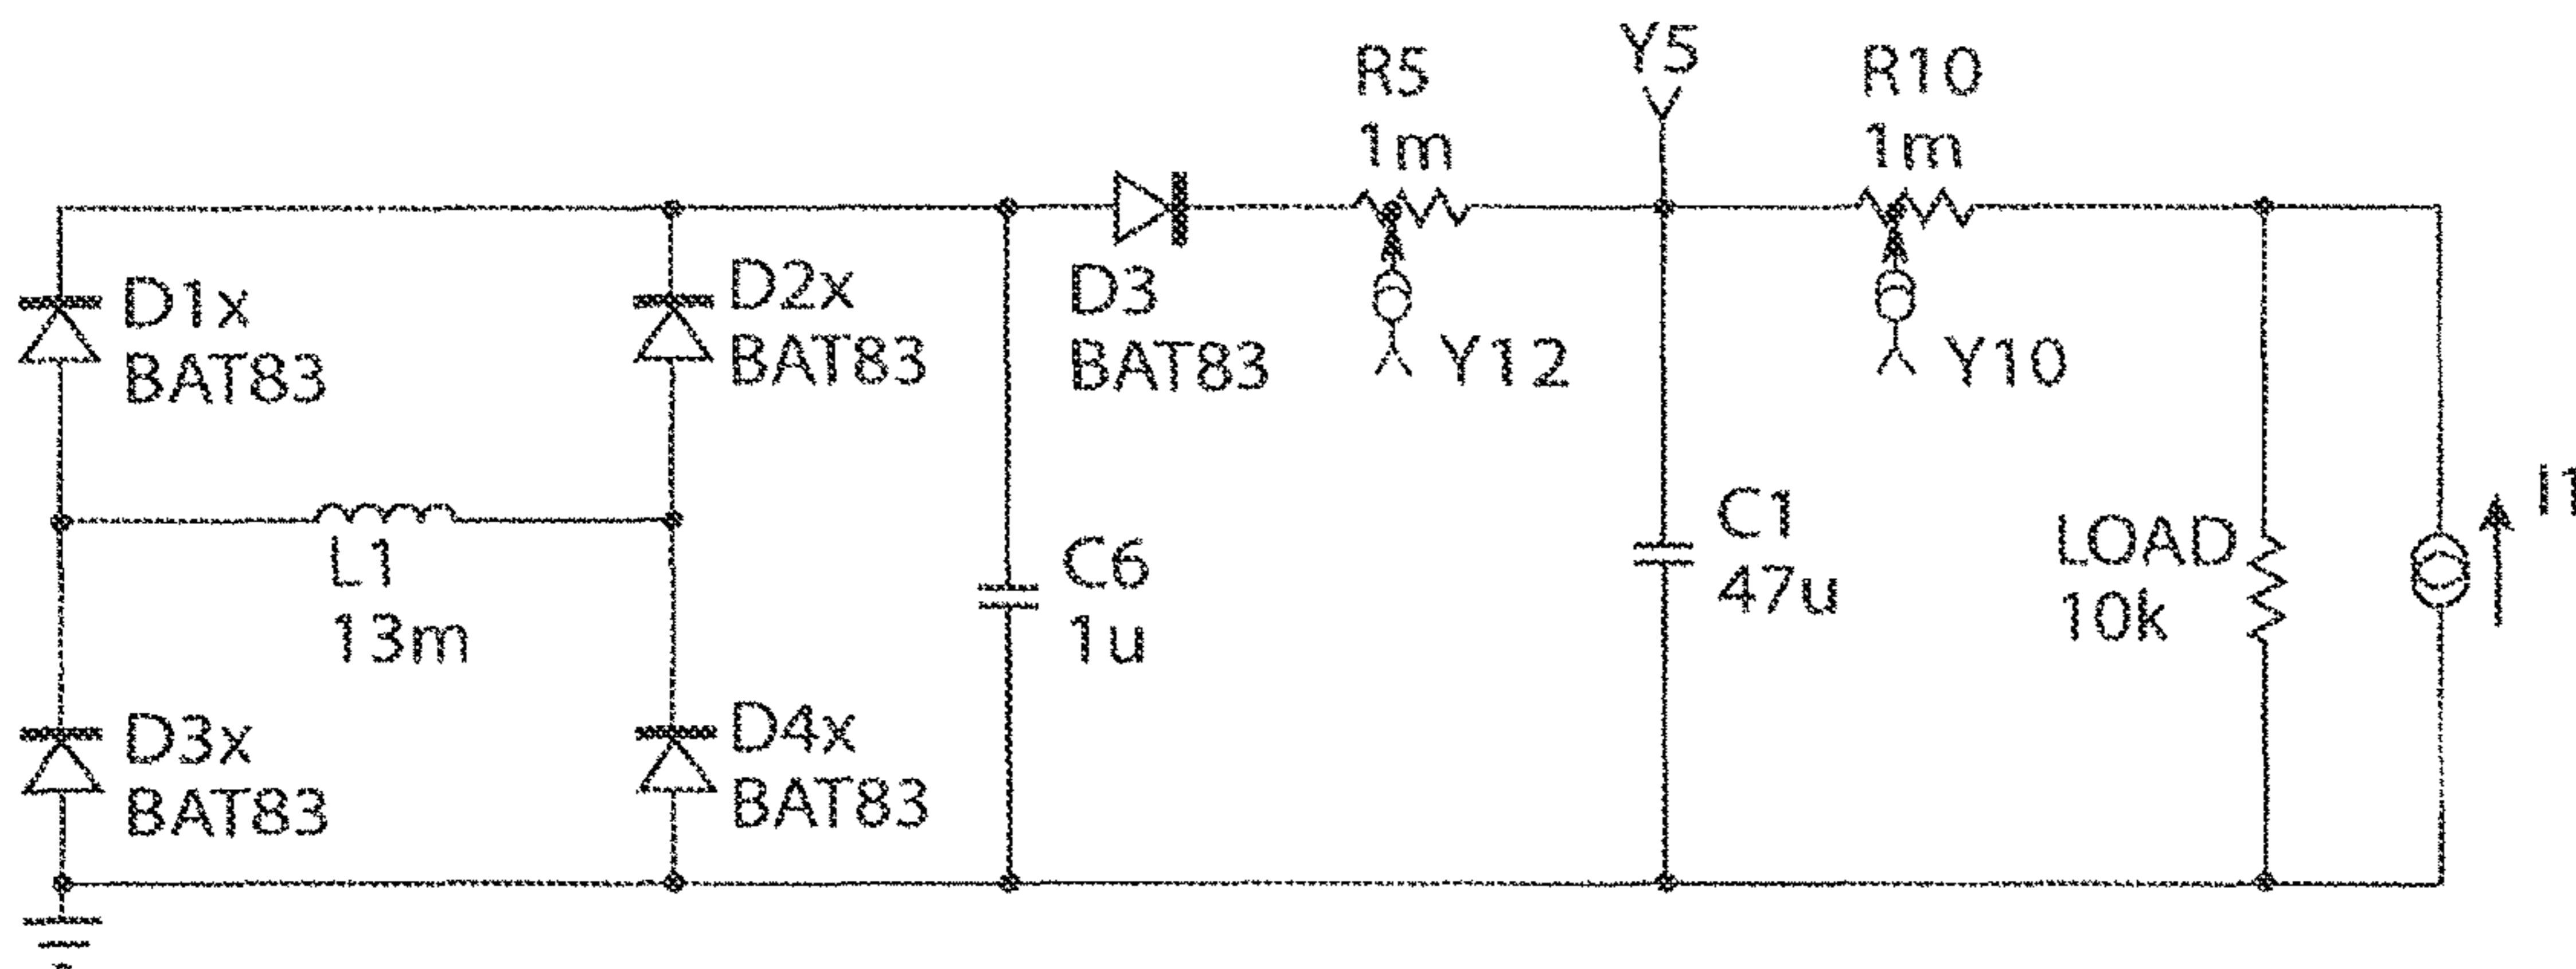 Y5
R5
1m
R10
1m
D1x
BAT83
D2x
BAT83
D3
BAT83
Y12
Y10
L1
13m
C6
1u
C1
47u
LOAD
10k
I1
D3x
BAT83
D4x
BAT83